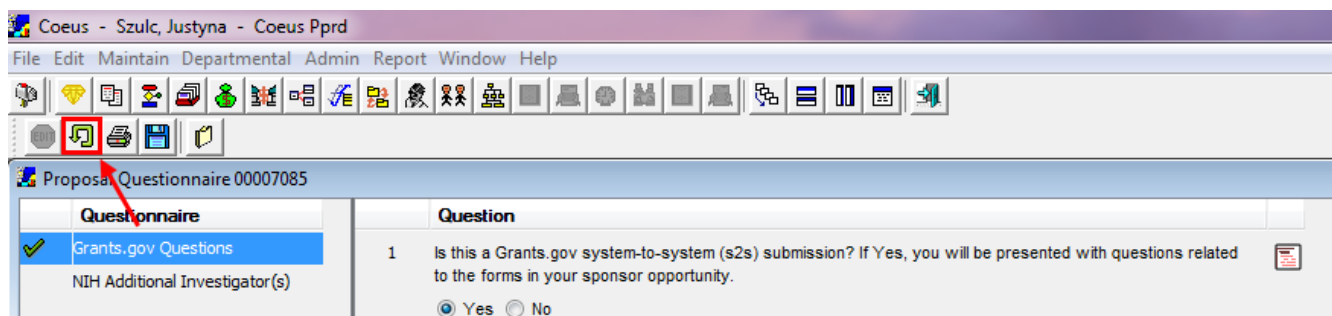 Coeus - Szulc, Justyna - Coeus Pprd
File Edit Maintain Departmental Admin Report Window Help
EDIT
Proposal Questionnaire 00007085
Questionnaire
Question
Grants.gov Questions
1 Is this a Grants.gov system-to-system (s2s) submission? If Yes, you will be presented with questions related
to the forms in your sponsor opportunity.
NIH Additional Investigator(s)
Yes No